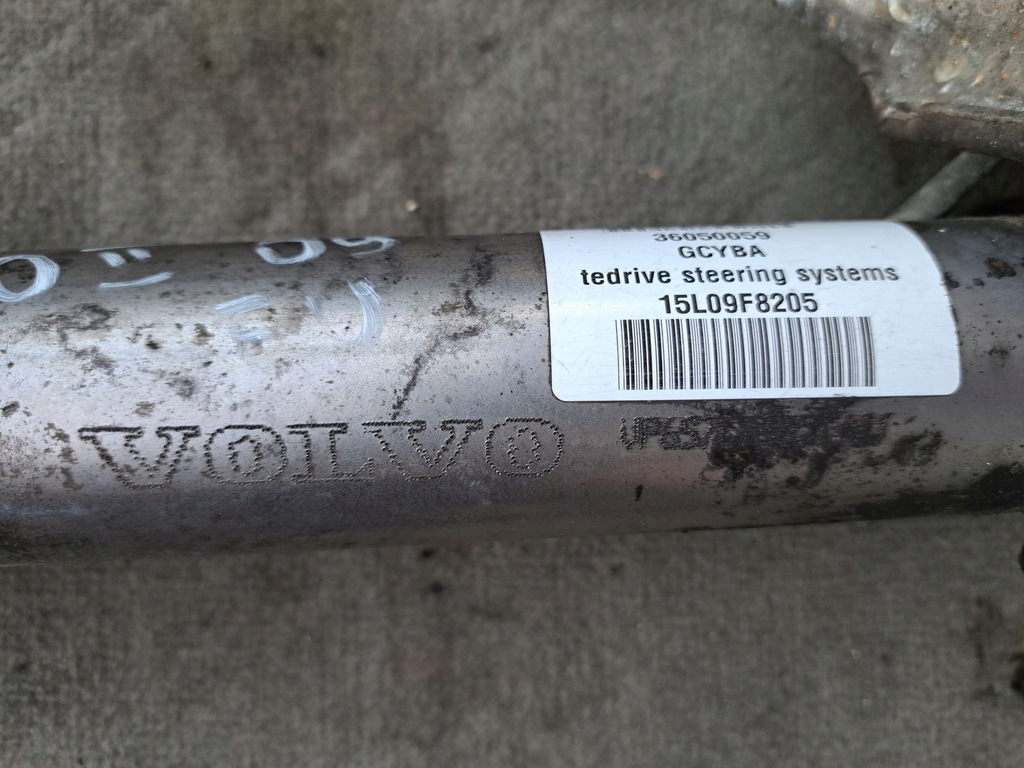 36050059
GCYBA
tedrive steering systems
15L09F8205
VOLVO